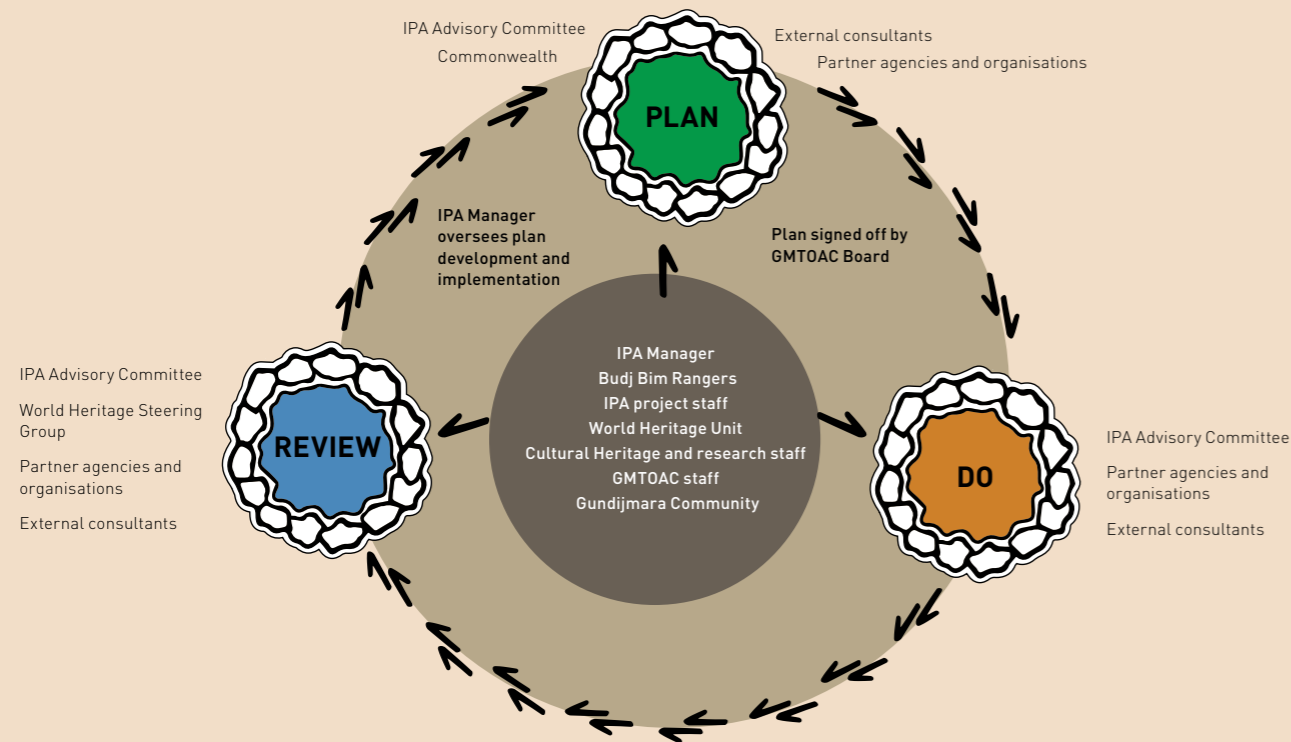 IPA Advisory Committee
Commonwealth
PLAN
External consultants
Partner agencies and organisations
IPA Manager
oversees plan
development and
implementation
Plan signed off by
GMTOAC Board
IPA Manager
Budj Bim Rangers
IPA project staff
World Heritage Unit
Cultural Heritage and research staff
GMTOAC staff
Gundijmara Community
IPA Advisory Committee
World Heritage Steering
Group
Partner agencies and
organisations
External consultants
REVIEW
DO
IPA Advisory Committee
Partner agencies and
organisations
External consultants